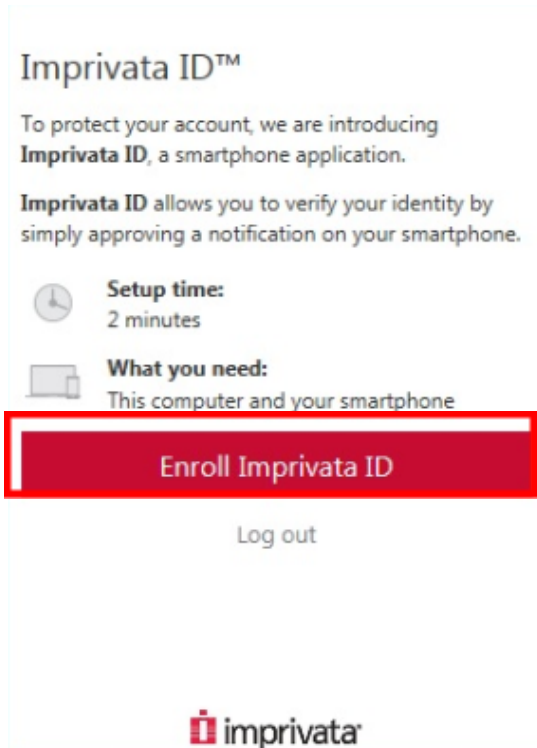 Imprivata ID™
To protect your account, we are introducing
Imprivata ID, a smartphone application.
Imprivata ID allows you to verify your identity by
simply approving a notification on your smartphone.
Setup time:
2 minutes
What you need:
This computer and your smartphone
Enroll Imprivata ID
Log out
imprivata